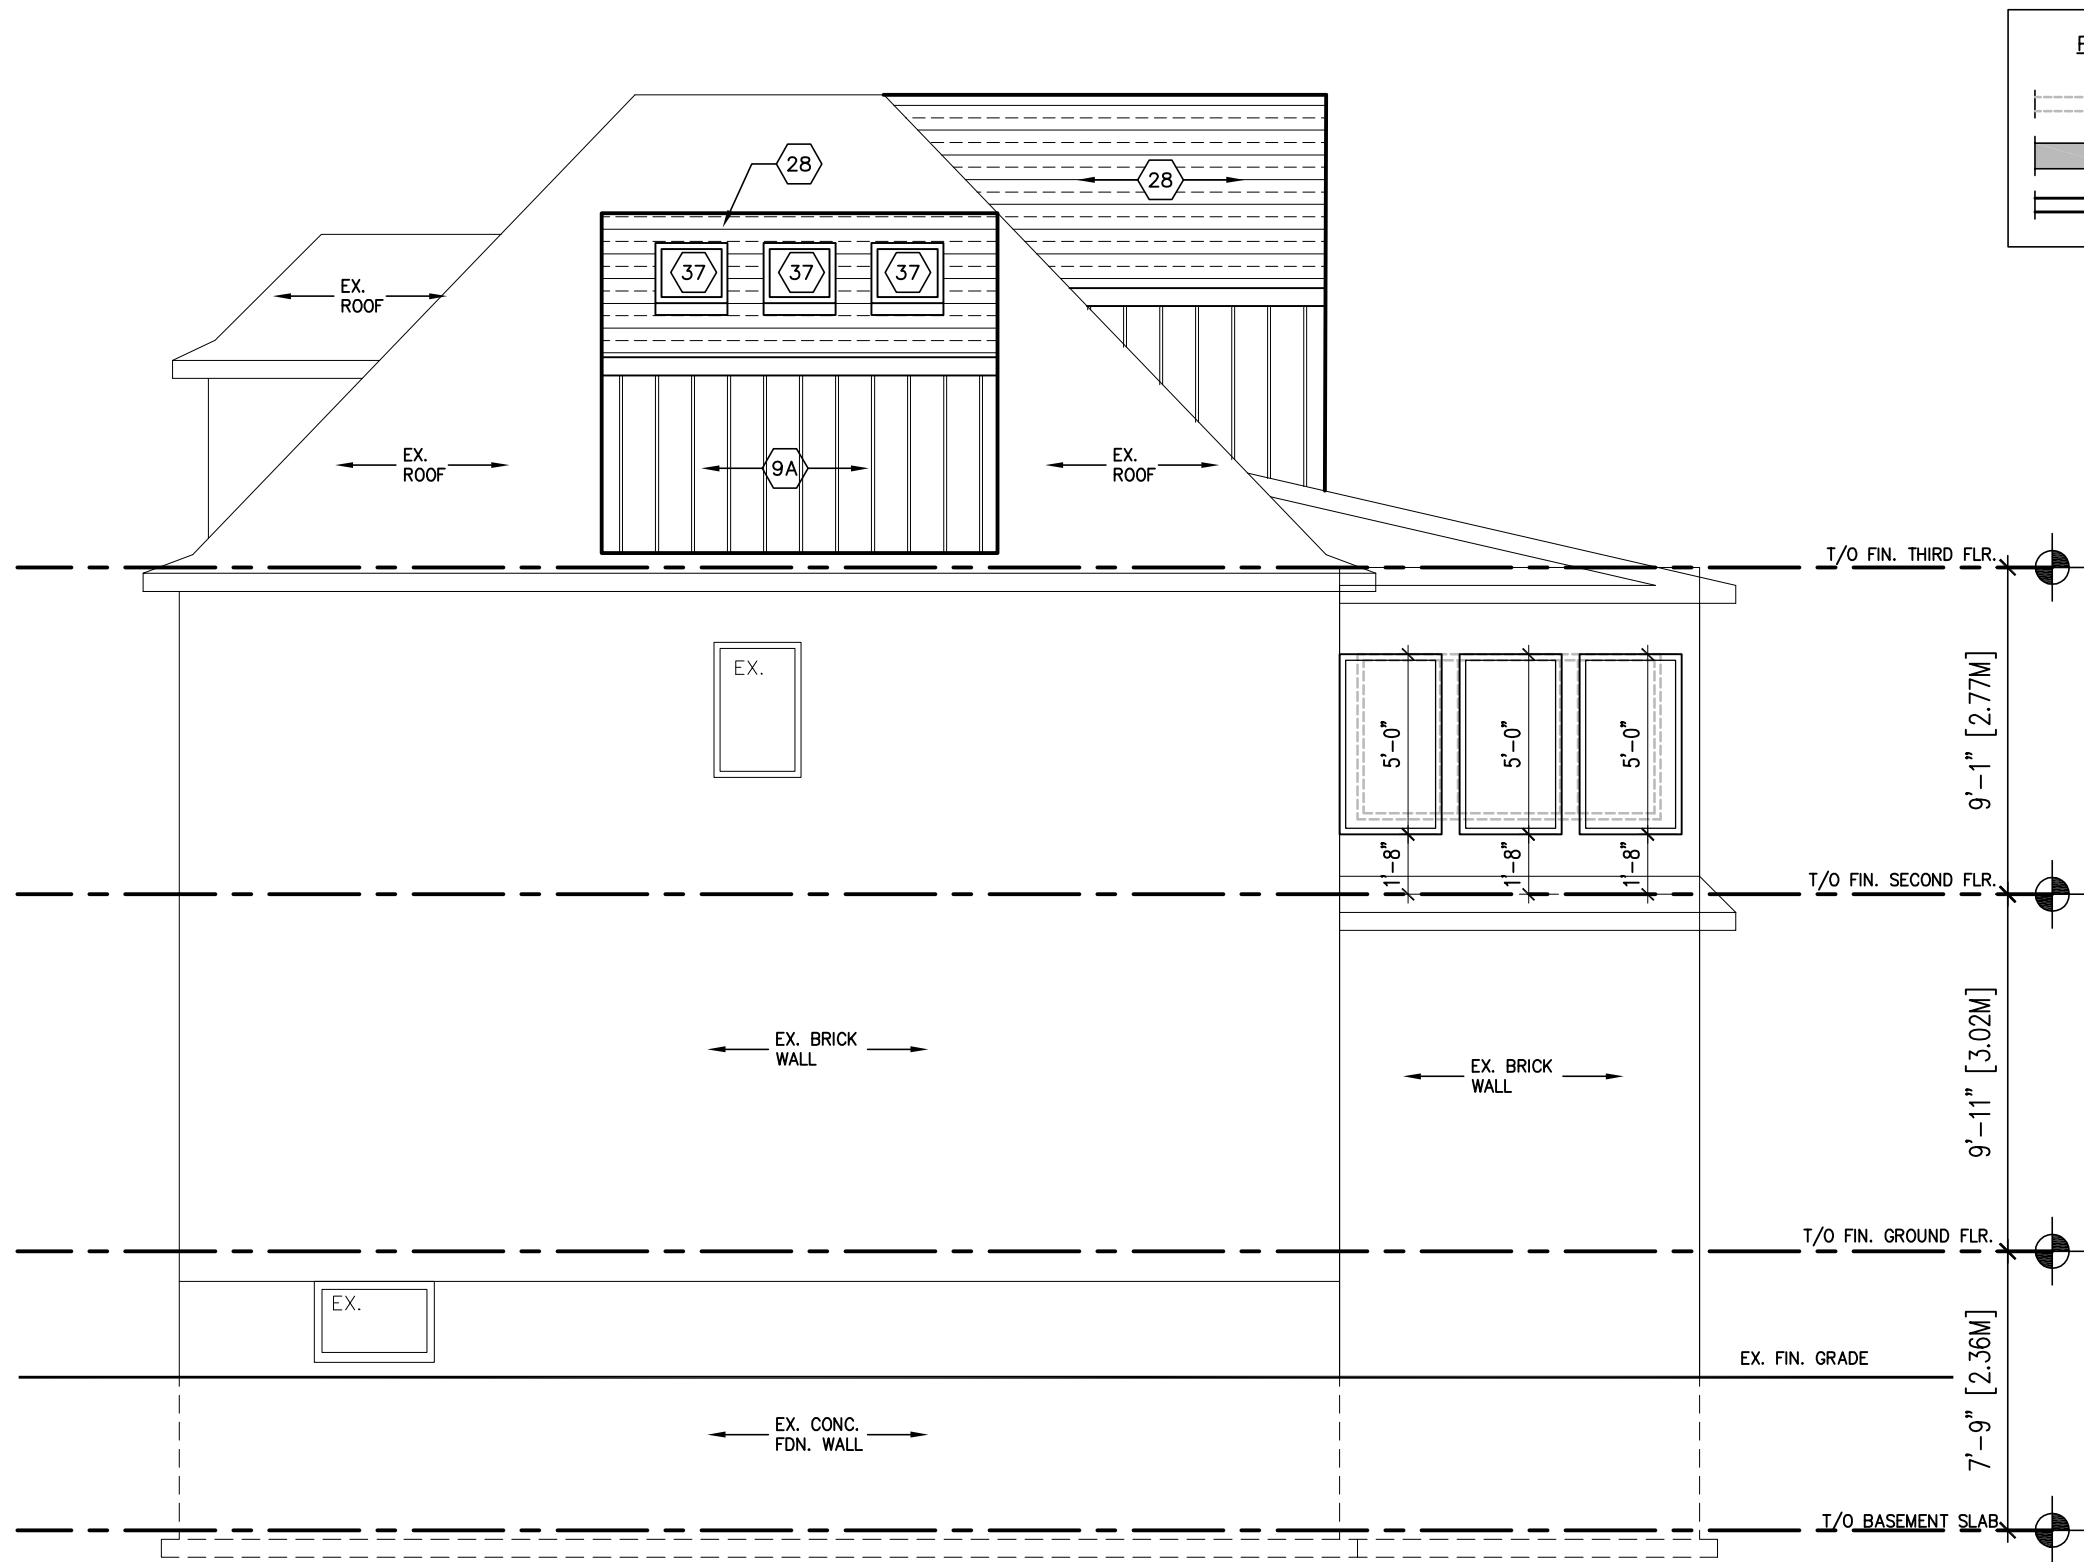 28
28
37
37
37
EX.
ROOF
EX.
ROOF
9A
EX.
ROOF
T/O FIN. THIRD FLR.
EX.
5'-0"
5'-0"
5'-0"
9'-1" [2.77M]
1'-8"
1'-8"
1'-8"
T/O FIN. SECOND FLR.
EX. BRICK
WALL
EX. BRICK
WALL
9'-11" [3.02M]
T/O FIN. GROUND FLR.
EX.
EX. FIN. GRADE
7'-9" [2.36M]
EX. CONC.
FDN. WALL
T/O BASEMENT SLAB